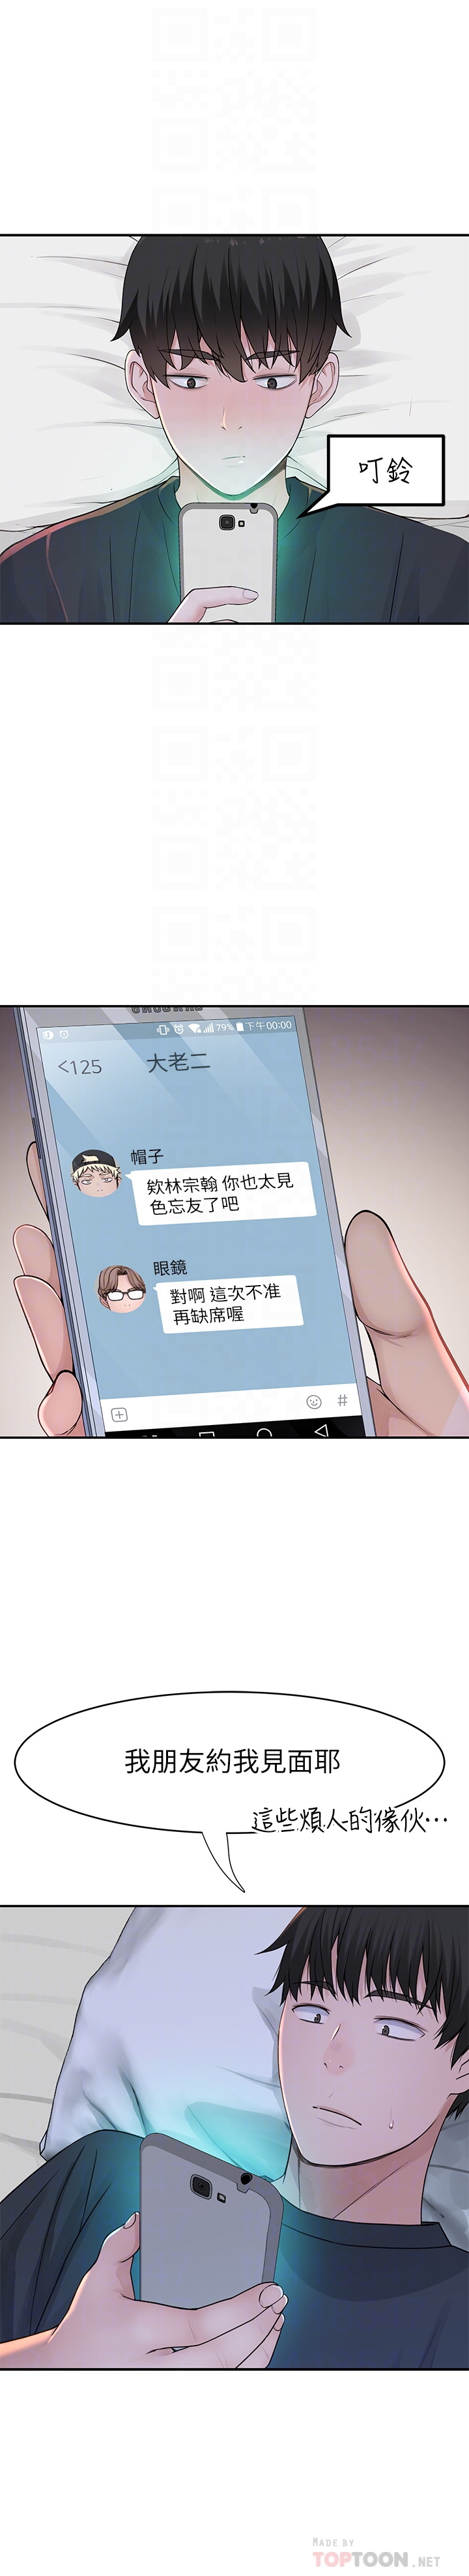 叮鈴
79% 下午 00:00
<125 大老二
帽子
欸林宗翰 你也太見
色忘友了吧
眼鏡
對啊 這次不准
再缺席喔
#
我朋友約我見面耶
這些煩人的傢伙…
MADE BY
TOPTOON.NET